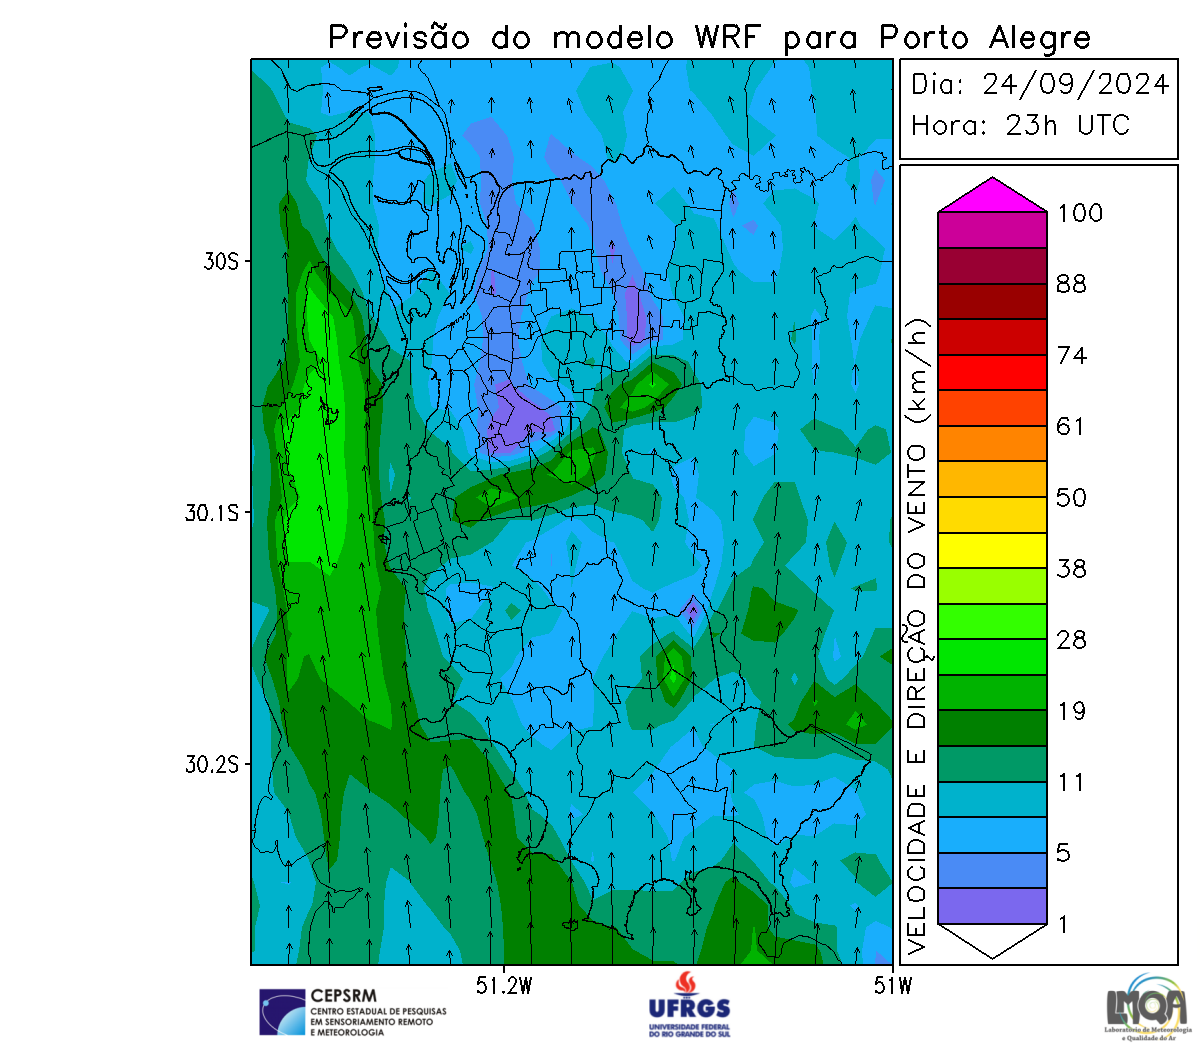 Previsão do modelo WRF para Porto Alegre
Dia: 24/09/2024
Hora: 23h UTC
30S
30.1S
30.2S
51.2W
51W
VELOCIDADE E DIREÇÃO DO VENTO (km/h)
100
88
74
61
50
38
28
19
11
5
1
CEPSRM
CENTRO ESTADUAL DE PESQUISAS
EM SENSORIAMENTO REMOTO
E METEOROLOGIA
UFRGS
UNIVERSIDADE FEDERAL
DO RIO GRANDE DO SUL
LMQA
Laboratório de Meteorologia
e Qualidade do Ar